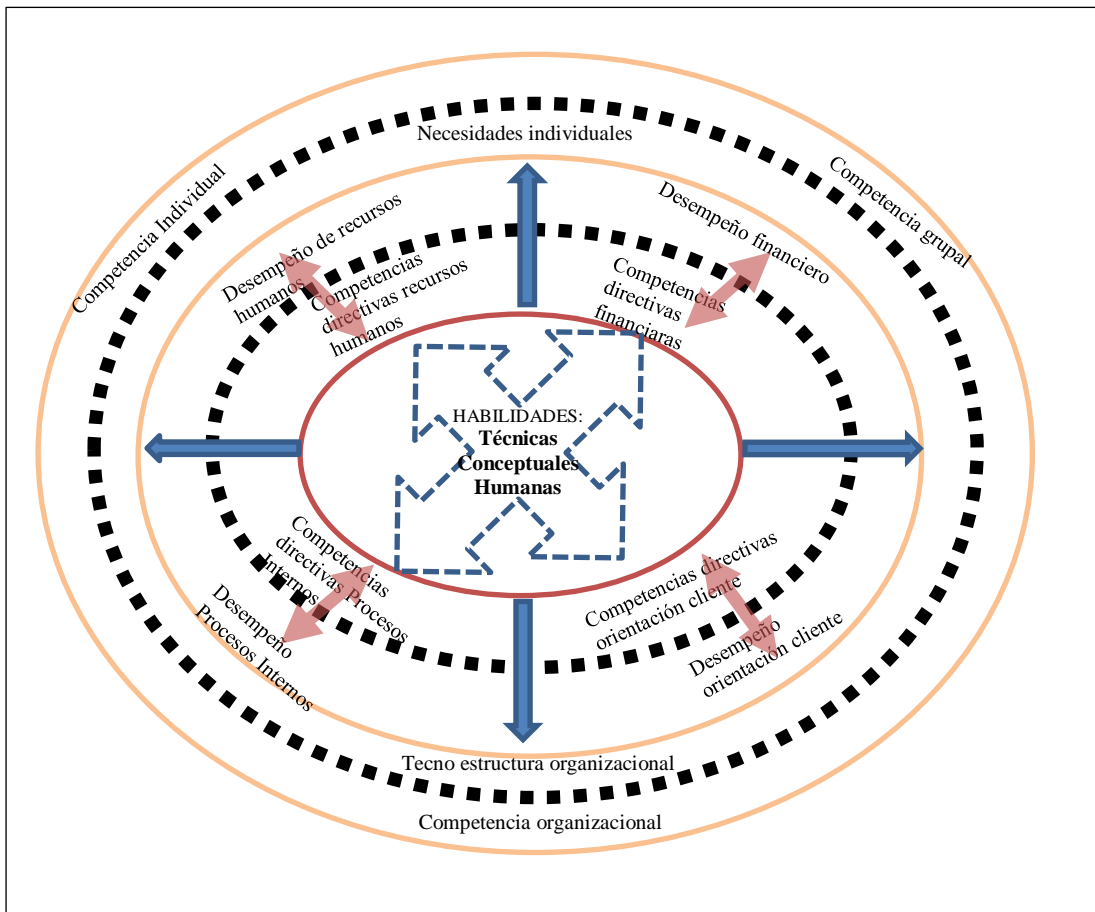 Necesidades individuales
Competencia Individual
Competencia grupal
Desempeño de recursos
humanos
Competencias
directivas recursos
humanos
Desempeño financiero
Competencias
directivas
financiaras
HABILIDADES:
Técnicas
Conceptuales
Humanas
Competencias
directivas Procesos
Internos
Desempeño
Procesos Internos
Competencias directivas
orientación cliente
Desempeño
orientación cliente
Tecno estructura organizacional
Competencia organizacional